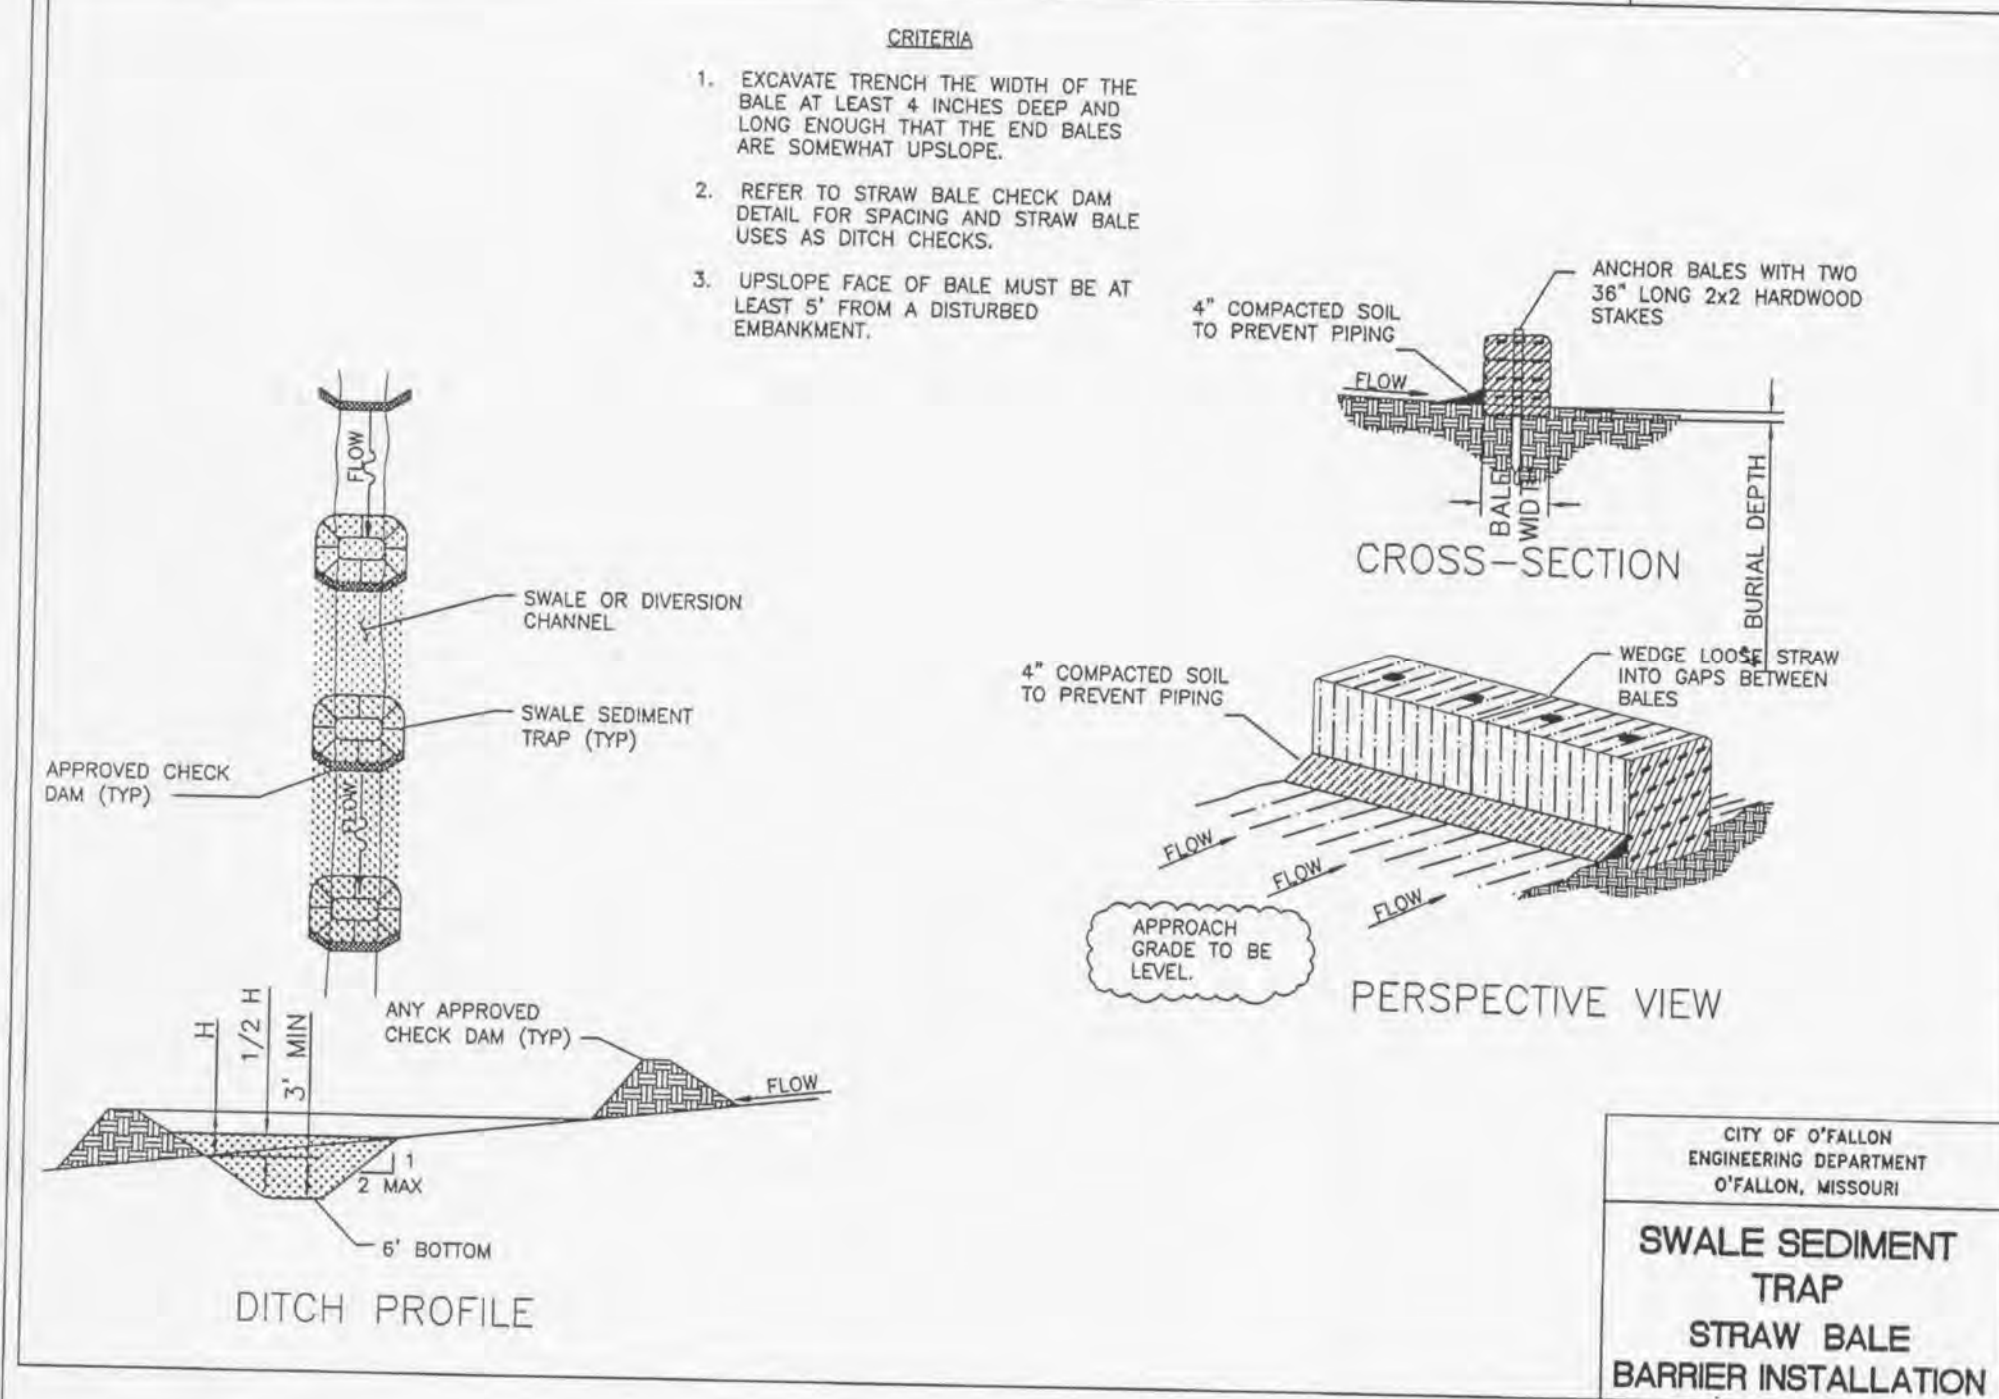 CRITERIA
1. EXCAVATE TRENCH THE WIDTH OF THE
BALE AT LEAST 4 INCHES DEEP AND
LONG ENOUGH THAT THE END BALES
ARE SOMEWHAT UPSLOPE.
2. REFER TO STRAW BALE CHECK DAM
DETAIL FOR SPACING AND STRAW BALE
USES AS DITCH CHECKS.
3. UPSLOPE FACE OF BALE MUST BE AT
LEAST 5' FROM A DISTURBED
EMBANKMENT.
FLOW
SWALE OR DIVERSION
CHANNEL
SWALE SEDIMENT
TRAP (TYP)
APPROVED CHECK
DAM (TYP)
FLOW
H
1/2 H
3' MIN
ANY APPROVED
CHECK DAM (TYP)
FLOW
1
2 MAX
6' BOTTOM
DITCH PROFILE
ANCHOR BALES WITH TWO
36" LONG 2x2 HARDWOOD
STAKES
4" COMPACTED SOIL
TO PREVENT PIPING
FLOW
BALE
WIDTH
BURIAL DEPTH
CROSS-SECTION
WEDGE LOOSE STRAW
INTO GAPS BETWEEN
BALES
4" COMPACTED SOIL
TO PREVENT PIPING
FLOW
FLOW
FLOW
APPROACH
GRADE TO BE
LEVEL.
PERSPECTIVE VIEW
CITY OF O'FALLON
ENGINEERING DEPARTMENT
O'FALLON, MISSOURI
SWALE SEDIMENT
TRAP
STRAW BALE
BARRIER INSTALLATION